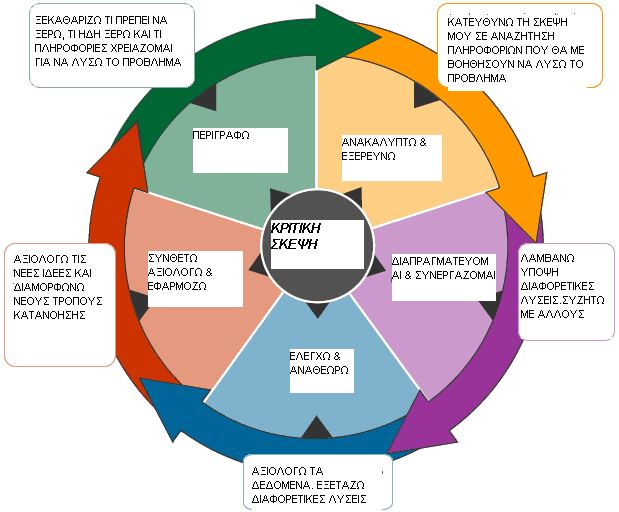 ΞΕΚΑΘΑΡΙΖΩ ΤΙ ΠΡΕΠΕΙ ΝΑ
ΞΕΡΩ, ΤΙ ΗΔΗ ΞΕΡΩ ΚΑΙ ΤΙ
ΠΛΗΡΟΦΟΡΙΕΣ ΧΡΕΙΑΖΟΜΑΙ
ΓΙΑ ΝΑ ΛΥΣΩ ΤΟ ΠΡΟΒΛΗΜΑ
ΚΑΤΕΥΘΥΝΩ ΤΗ ΣΚΕΨΗ
ΜΟΥ ΣΕ ΑΝΑΖΗΤΗΣΗ
ΠΛΗΡΟΦΟΡΙΩΝ ΠΟΥ ΘΑ ΜΕ
ΒΟΗΘΗΣΟΥΝ ΝΑ ΛΥΣΩ ΤΟ
ΠΡΟΒΛΗΜΑ
ΠΕΡΙΓΡΑΦΩ
ΑΝΑΚΑΛΥΠΤΩ &
ΕΞΕΡΕΥΝΩ
ΚΡΙΤΙΚΗ
ΣΚΕΨΗ
ΑΞΙΟΛΟΓΩ ΤΙΣ
ΝΕΕΣ ΙΔΕΕΣ ΚΑΙ
ΔΙΑΜΟΡΦΩΝΩ
ΝΕΟΥΣ ΤΡΟΠΟΥΣ
ΚΑΤΑΝΟΗΣΗΣ
ΣΥΝΘΕΤΩ
ΑΞΙΟΛΟΓΩ &
ΕΦΑΡΜΟΖΩ
ΔΙΑΠΡΑΓΜΑΤΕΥΟΜ
ΑΙ & ΣΥΝΕΡΓΑΖΟΜΑΙ
ΛΑΜΒΑΝΩ
ΥΠΟΨΗ
ΔΙΑΦΟΡΕΤΙΚΕΣ
ΛΥΣΕΙΣ.ΣΥΖΗΤΩ
ΜΕ ΑΛΛΟΥΣ
ΕΛΕΓΧΩ &
ΑΝΑΘΕΩΡΩ
ΑΞΙΟΛΟΓΩ ΤΑ
ΔΕΔΟΜΕΝΑ. ΕΞΕΤΑΖΩ
ΔΙΑΦΟΡΕΤΙΚΕΣ ΛΥΣΕΙΣ